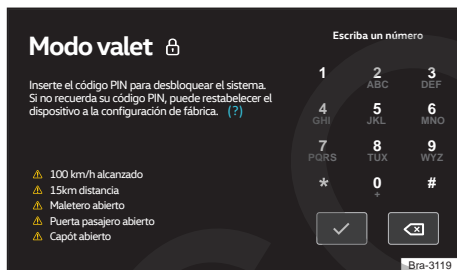 Modo valet
Inserte el código PIN para desbloquear el sistema.
Si no recuerda su código PIN, puede restabelecer el
dispositivo a la configuración de fábrica. (?)
100 km/h alcanzado
15km distancia
Maletero abierto
Puerta pasajero abierto
Capót abierto
Escriba un número
1 2 3
ABC DEF
4 5 6
GHI JKL MNO
7 8 9
PQRS TUX WYZ
* 0 #
+
Bra-3119